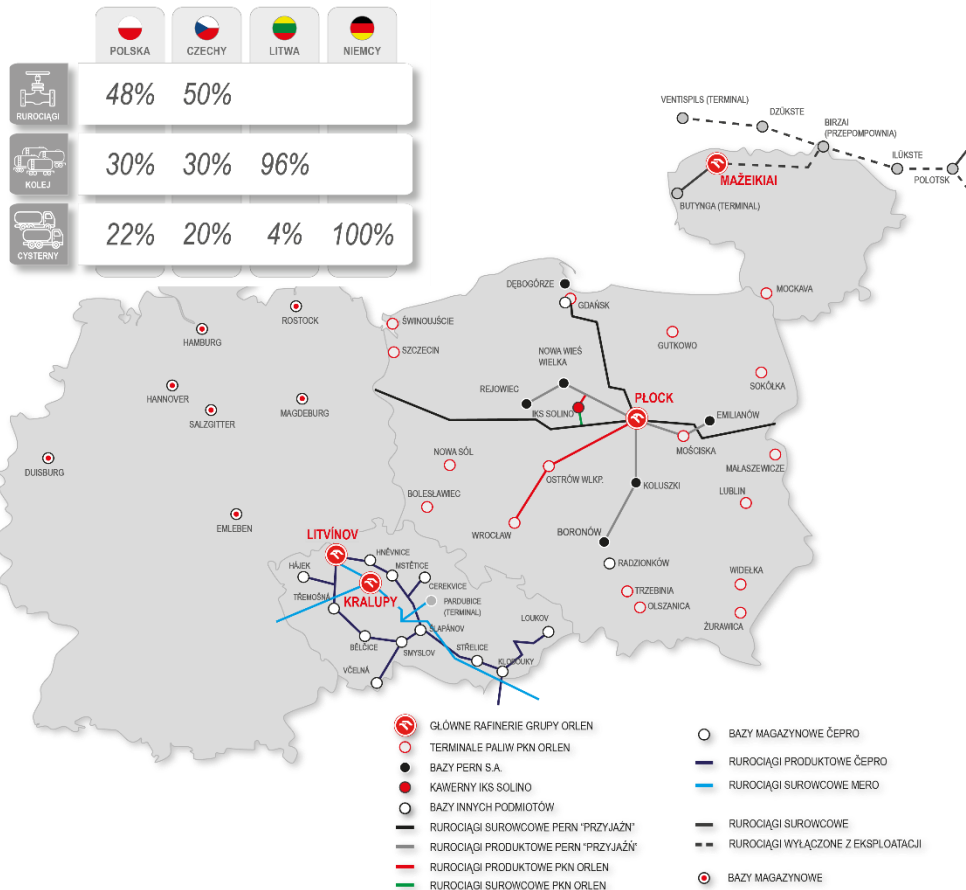 POLSKA
CZECHY
LITWA
NIEMCY
RUROCIĄGI
48%
50%
KOLEJ
30%
30%
96%
CYSTERNY
22%
20%
4%
100%
VENTISPILS (TERMINAL)
DZŪKSTE
BIRZAI
(PRZEPOMPOWNIA)
ILŪKSTE
POLOTSK
MAŽEIKIAI
BUTYNGA (TERMINAL)
MOCKAVA
DĘBOGÓRZE
GDAŃSK
ŚWINOUJŚCIE
SZCZECIN
GUTKOWO
SOKÓŁKA
ROSTOCK
HAMBURG
HANNOVER
SALZGITTER
MAGDEBURG
DUISBURG
EMLEBEN
NOWA WIEŚ
WIELKA
REJOWIEC
IKS SOLINO
PŁOCK
EMILIANÓW
MOŚCISKA
MAŁASZEWICZE
NOWA SÓL
OSTRÓW WLKP.
KOLUSZKI
LUBLIN
BOLESŁAWIEC
WROCŁAW
BORONÓW
RADZIONKÓW
TRZEBINIA
OLSZANICA
WIDEŁKA
ŻURAWICA
LITVÍNOV
HNĚVNICE
MSTĚTICE
HÁJEK
CEREKVICE
TŘEMOŠNÁ
KRALUPY
PARDUBICE
(TERMINAL)
LOUKOV
SLAPÁNOV
BĚLČICE
SMYSLOV
STŘELICE
VČELNÁ
KLOBOUKY
GŁÓWNE RAFINERIE GRUPY ORLEN
TERMINALE PALIW PKN ORLEN
BAZY PERN S.A.
KAWERNY IKS SOLINO
BAZY INNYCH PODMIOTÓW
RUROCIĄGI SUROWCOWE PERN "PRZYJAŹŃ"
RUROCIĄGI PRODUKTOWE PERN "PRZYJAŹŃ"
RUROCIĄGI PRODUKTOWE PKN ORLEN
RUROCIĄGI SUROWCOWE PKN ORLEN
BAZY MAGAZYNOWE ČEPRO
RUROCIĄGI PRODUKTOWE ČEPRO
RUROCIĄGI SUROWCOWE MERO
RUROCIĄGI SUROWCOWE
RUROCIĄGI WYŁĄCZONE Z EKSPLOATACJI
BAZY MAGAZYNOWE